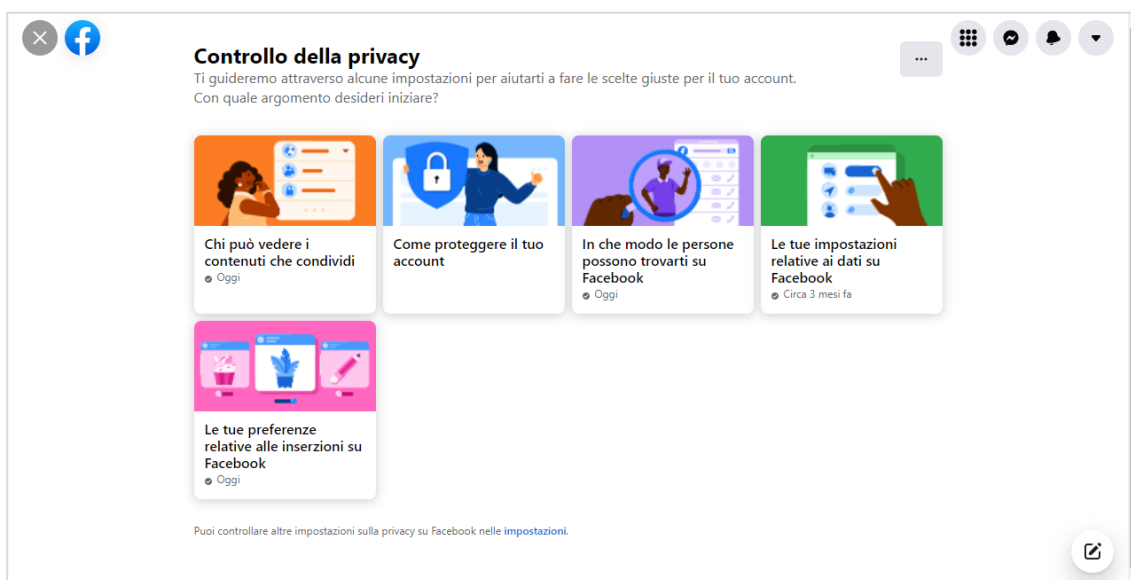 Controllo della privacy
Ti guideremo attraverso alcune impostazioni per aiutarti a fare le scelte giuste per il tuo account.
Con quale argomento desideri iniziare?
Chi può vedere i
contenuti che condividi
Oggi
Come proteggere il tuo
account
In che modo le persone
possono trovarti su
Facebook
Oggi
Le tue impostazioni
relative ai dati su
Facebook
Circa 3 mesi fa
Le tue preferenze
relative alle inserzioni su
Facebook
Oggi
Puoi controllare altre impostazioni sulla privacy su Facebook nelle impostazioni.